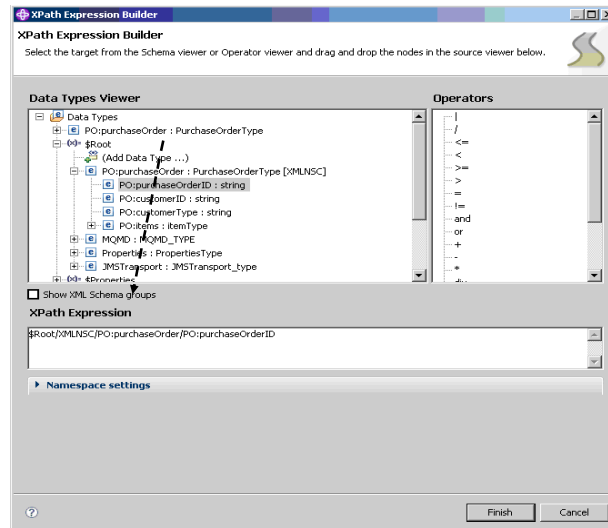 XPath Expression Builder
XPath Expression Builder
Select the target from the Schema viewer or Operator viewer and drag and drop the nodes in the source viewer below.
Data Types Viewer
Data Types
PO:purchaseOrder : PurchaseOrderType
$Root
(Add Data Type ...)
PO:purchaseOrder : PurchaseOrderType [XMLNSC]
PO:purchaseOrderID : string
PO:customerID : string
PO:customerType : string
PO:items : itemType
MQMD : MQMD_TYPE
Properties : PropertiesType
JMSTransport : JMSTransport_type
$Properties
Operators
|
/
<=
<
>=
>
=
!=
and
or
+
-
*
div
Show XML Schema groups
XPath Expression
$Root/XMLNSC/PO:purchaseOrder/PO:purchaseOrderID
Namespace settings
?
Finish
Cancel